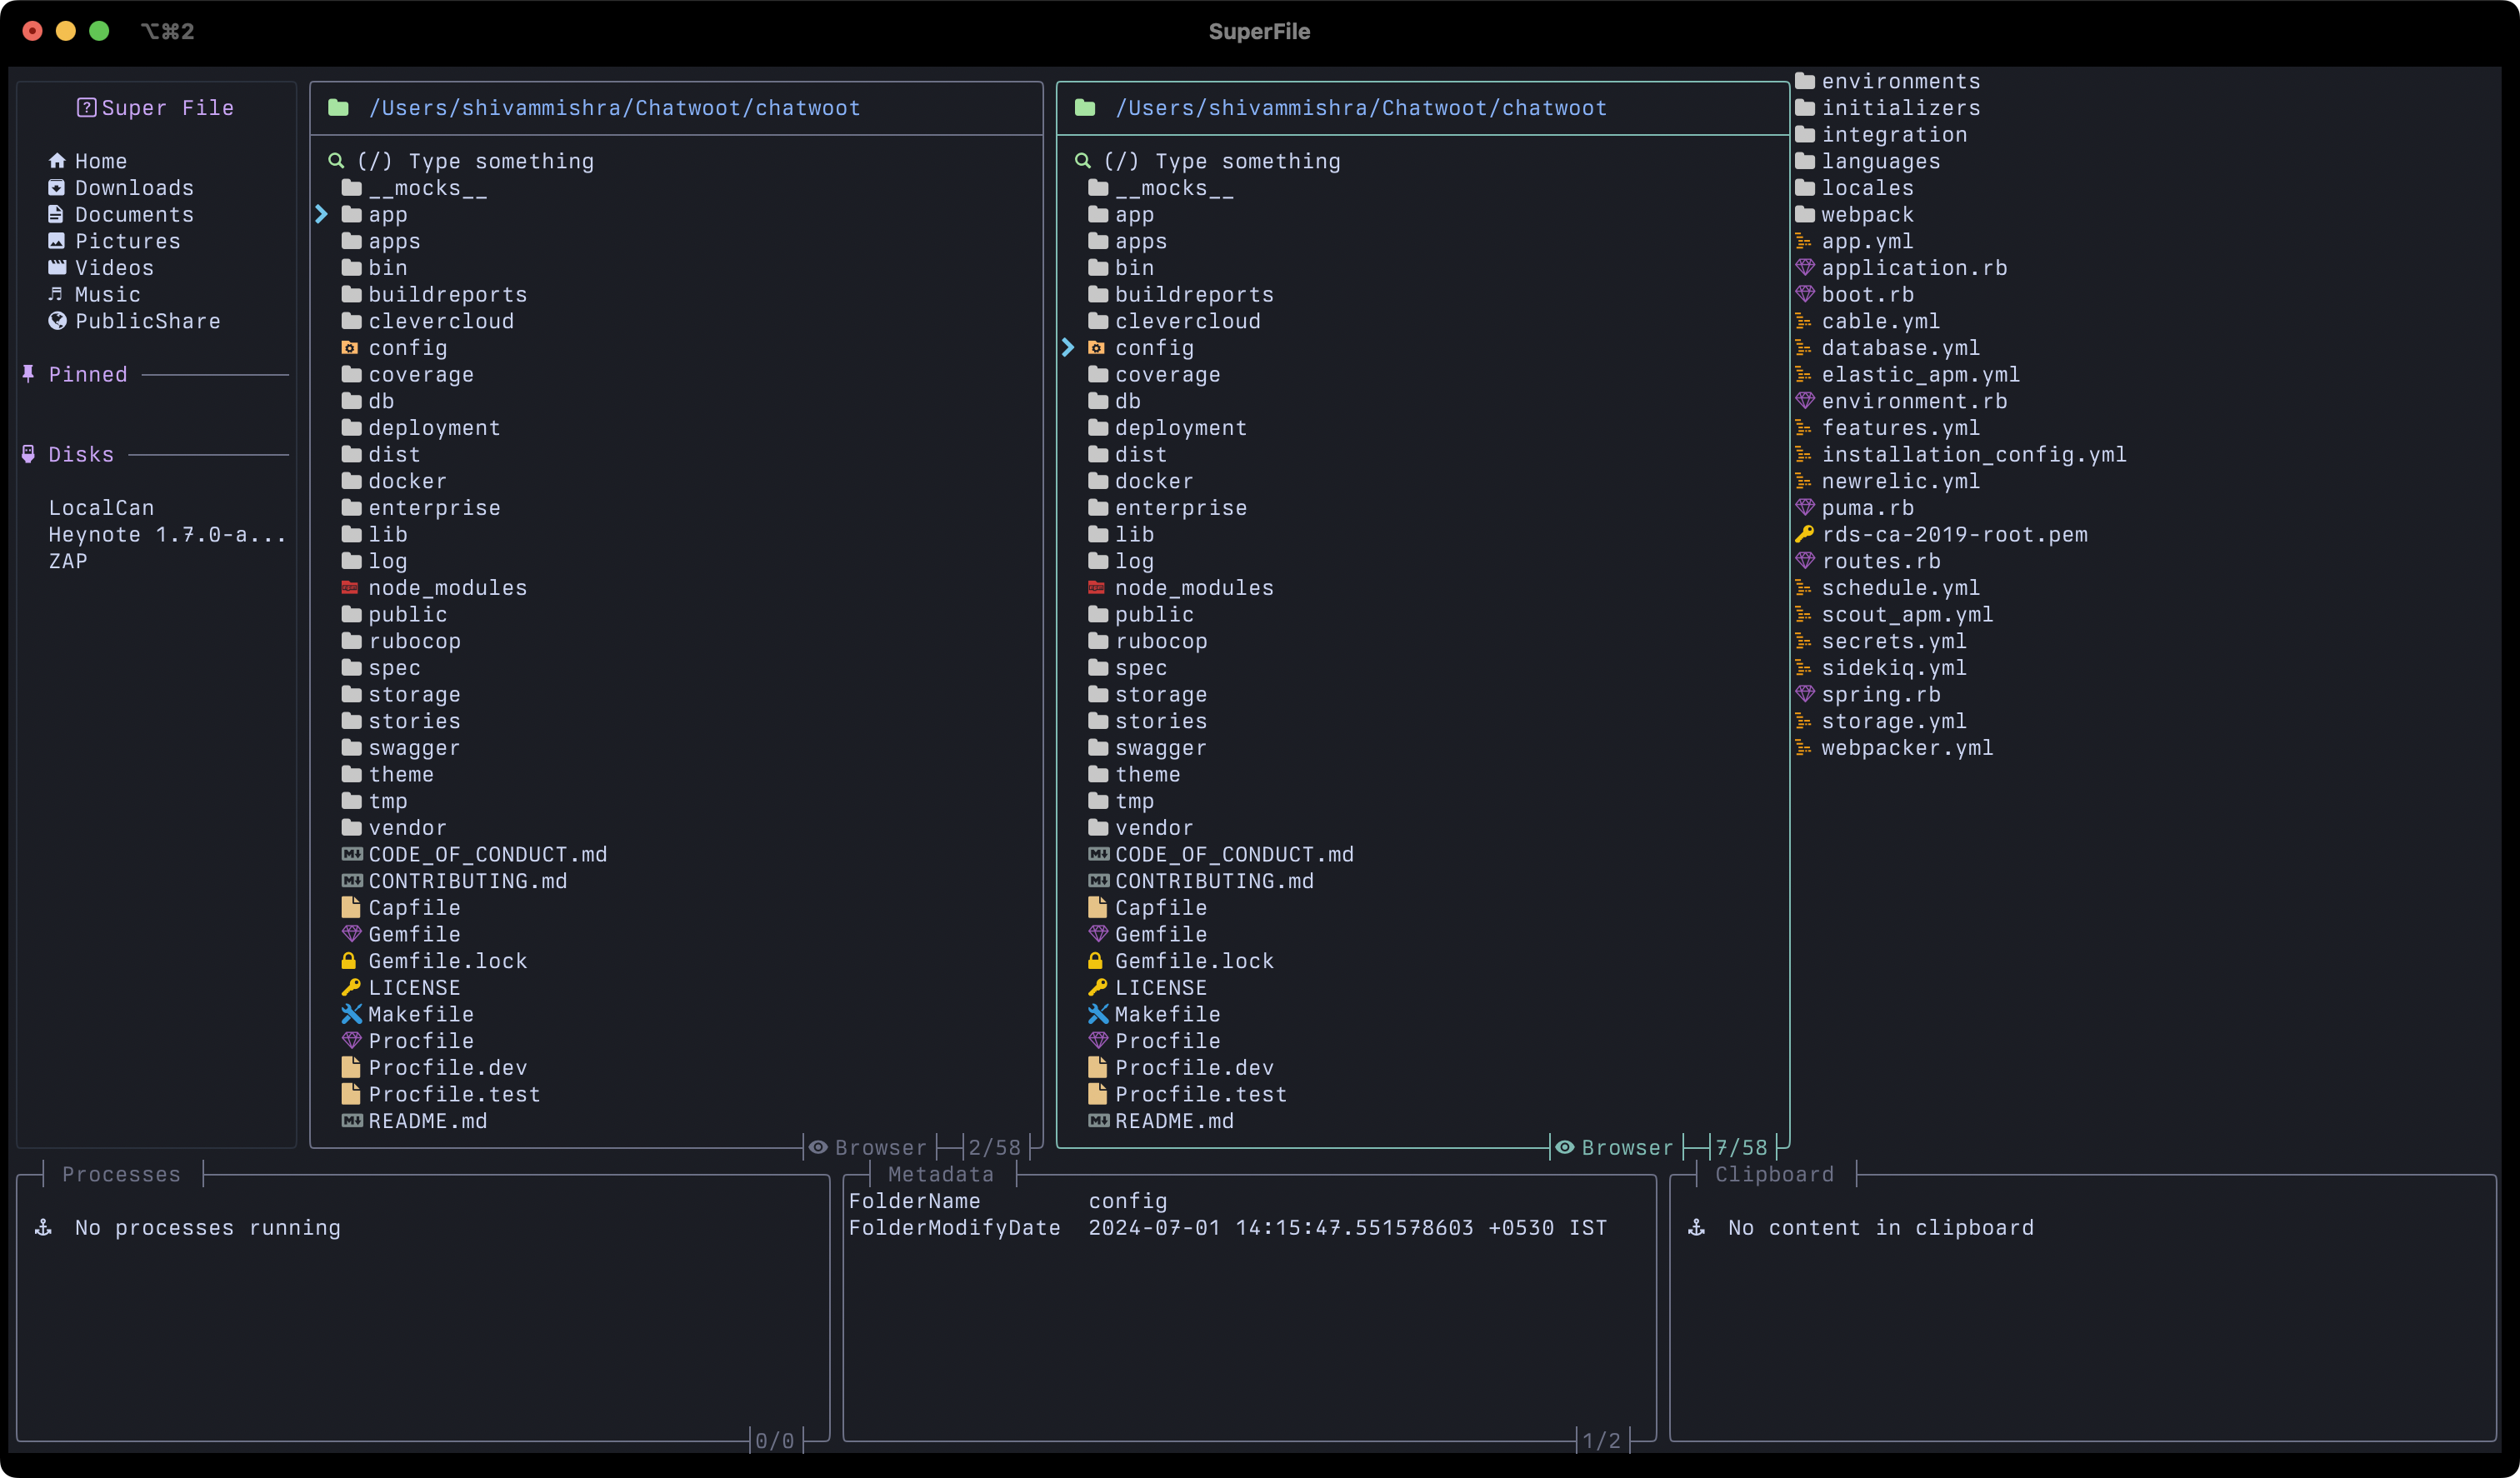 ⌥⌘2
SuperFile
Super File
Home
Downloads
Documents
Pictures
Videos
Music
PublicShare
Pinned
Disks
LocalCan
Heynote 1.7.0-a...
ZAP
/Users/shivammishra/Chatwoot/chatwoot
(/) Type something
__mocks__
app
apps
bin
buildreports
clevercloud
config
coverage
db
deployment
dist
docker
enterprise
lib
log
node_modules
public
rubocop
spec
storage
stories
swagger
theme
tmp
vendor
CODE_OF_CONDUCT.md
CONTRIBUTING.md
Capfile
Gemfile
Gemfile.lock
LICENSE
Makefile
Procfile
Procfile.dev
Procfile.test
README.md
Browser 2/58
/Users/shivammishra/Chatwoot/chatwoot
(/) Type something
__mocks__
app
apps
bin
buildreports
clevercloud
config
coverage
db
deployment
dist
docker
enterprise
lib
log
node_modules
public
rubocop
spec
storage
stories
swagger
theme
tmp
vendor
CODE_OF_CONDUCT.md
CONTRIBUTING.md
Capfile
Gemfile
Gemfile.lock
LICENSE
Makefile
Procfile
Procfile.dev
Procfile.test
README.md
Browser 7/58
environments
initializers
integration
languages
locales
webpack
app.yml
application.rb
boot.rb
cable.yml
database.yml
elastic_apm.yml
environment.rb
features.yml
installation_config.yml
newrelic.yml
puma.rb
rds-ca-2019-root.pem
routes.rb
schedule.yml
scout_apm.yml
secrets.yml
sidekiq.yml
spring.rb
storage.yml
webpacker.yml
Processes
No processes running
0/0
Metadata
FolderName config
FolderModifyDate 2024-07-01 14:15:47.551578603 +0530 IST
1/2
Clipboard
No content in clipboard